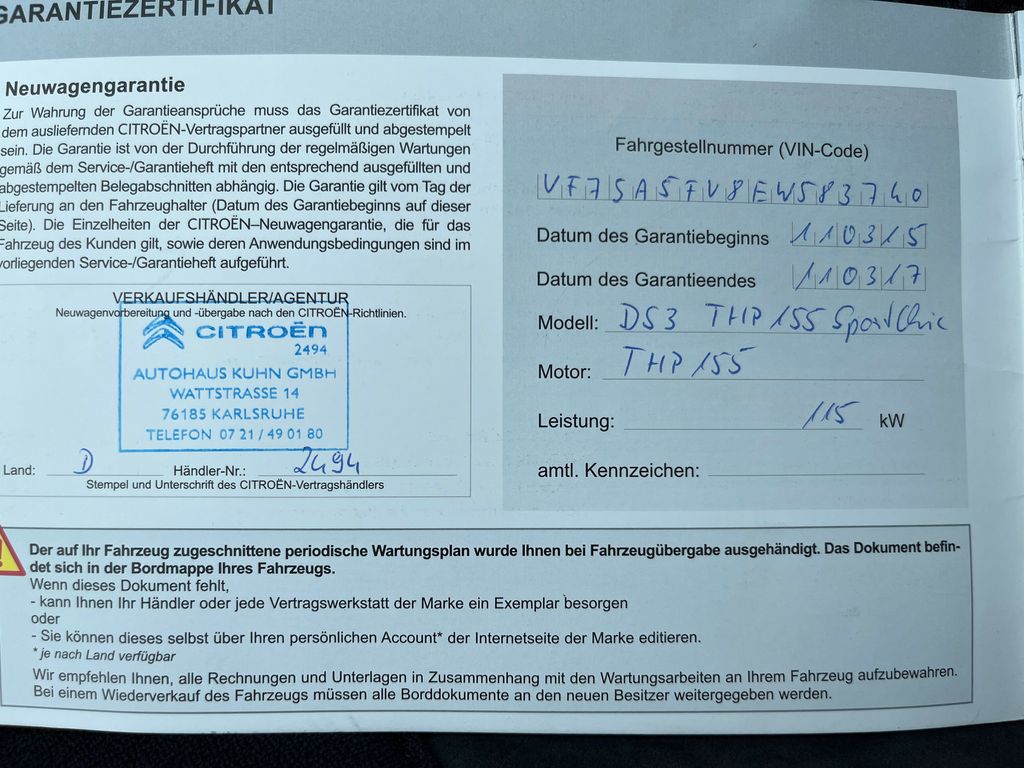 GARANTIEZERTIFIKAT
Neuwagengarantie
Zur Wahrung der Garantieansprüche muss das Garantiezertifikat von
dem ausliefernden CITROËN-Vertragspartner ausgefüllt und abgestempelt
sein. Die Garantie ist von der Durchführung der regelmäßigen Wartungen
gemäß dem Service-/Garantieheft mit den entsprechend ausgefüllten und
abgestempelten Belegabschnitten abhängig. Die Garantie gilt vom Tag der
Lieferung an den Fahrzeughalter (Datum des Garantiebeginns auf dieser
Seite). Die Einzelheiten der CITROËN–Neuwagengarantie, die für das
Fahrzeug des Kunden gilt, sowie deren Anwendungsbedingungen sind im
vorliegenden Service-/Garantieheft aufgeführt.
VERKAUFSHÄNDLER/AGENTUR
Neuwagenvorbereitung und -übergabe nach den CITROËN-Richtlinien.
CITROËN
2494
AUTOHAUS KUHN GMBH
WATTSTRASSE 14
76185 KARLSRUHE
TELEFON 07 21 / 49 01 80
Land: D Händler-Nr.: 2494
Stempel und Unterschrift des CITROËN-Vertragshändlers
Fahrgestellnummer (VIN-Code)
VF7SA5FV8EW583740
Datum des Garantiebeginns 110315
Datum des Garantieendes 110317
Modell: DS3 THP 155 SportChic
Motor: THP 155
Leistung: 115 kW
amtl. Kennzeichen:
Der auf Ihr Fahrzeug zugeschnittene periodische Wartungsplan wurde Ihnen bei Fahrzeugübergabe ausgehändigt. Das Dokument befin-
det sich in der Bordmappe Ihres Fahrzeugs.
Wenn dieses Dokument fehlt,
- kann Ihnen Ihr Händler oder jede Vertragswerkstatt der Marke ein Exemplar besorgen
oder
- Sie können dieses selbst über Ihren persönlichen Account* der Internetseite der Marke editieren.
* je nach Land verfügbar
Wir empfehlen Ihnen, alle Rechnungen und Unterlagen in Zusammenhang mit den Wartungsarbeiten an Ihrem Fahrzeug aufzubewahren.
Bei einem Wiederverkauf des Fahrzeugs müssen alle Borddokumente an den neuen Besitzer weitergegeben werden.